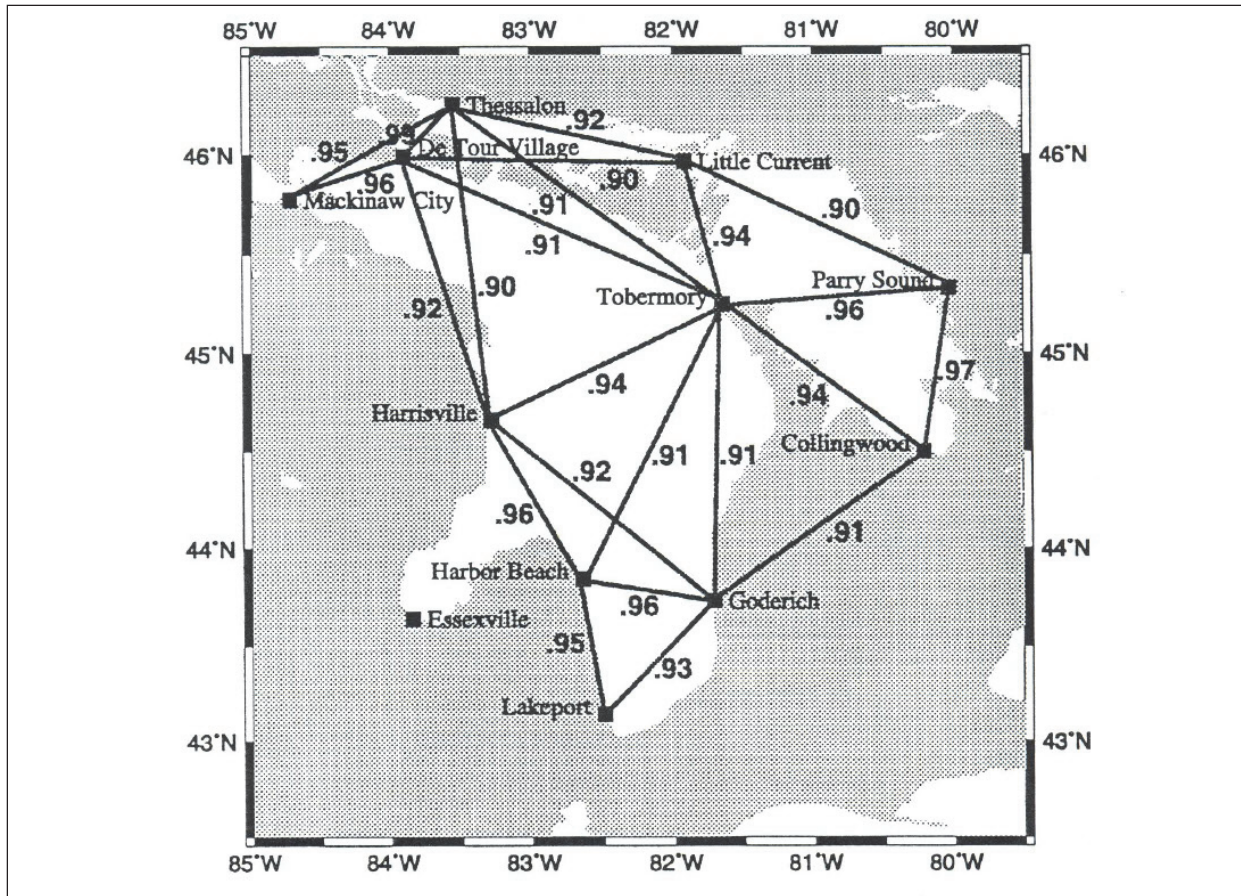 85°W 84°W 83°W 82°W 81°W 80°W
Thessalon
.99
.92
De Tour Village
46°N 46°N
.95
Little Current
.96
.90
Mackinaw City
.91
.90
.94
.91
Parry Sound
.90
Tobermory
.96
.92
45°N 45°N
.94
.97
.94
Harrisville
Collingwood
.91
.91
.92
.96
.91
44°N 44°N
Harbor Beach
.96
Goderich
Essexville
.95
.93
Lakeport
43°N 43°N
85°W 84°W 83°W 82°W 81°W 80°W